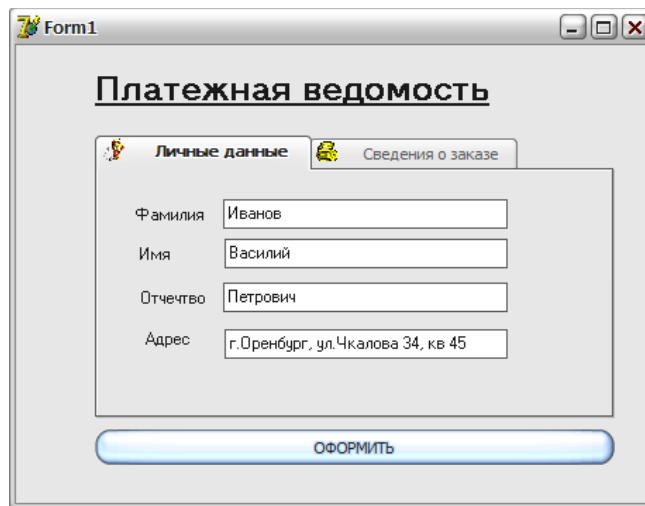 Form1
Платежная ведомость
Личные данные Сведения о заказе
Фамилия Иванов
Имя Василий
Отчечтво Петрович
Адрес г.Оренбург, ул.Чкалова 34, кв 45
ОФОРМИТЬ